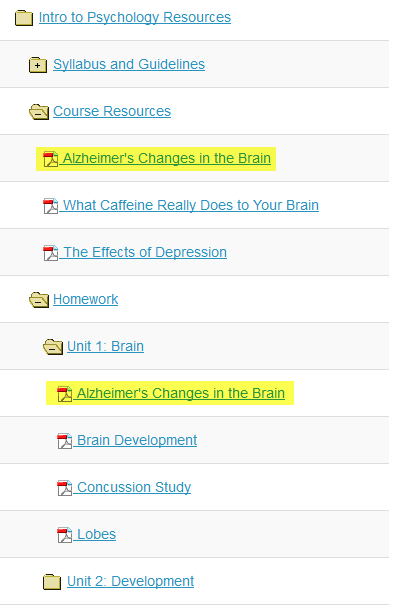 Intro to Psychology Resources
Syllabus and Guidelines
Course Resources
Alzheimer's Changes in the Brain
What Caffeine Really Does to Your Brain
The Effects of Depression
Homework
Unit 1: Brain
Alzheimer's Changes in the Brain
Brain Development
Concussion Study
Lobes
Unit 2: Development